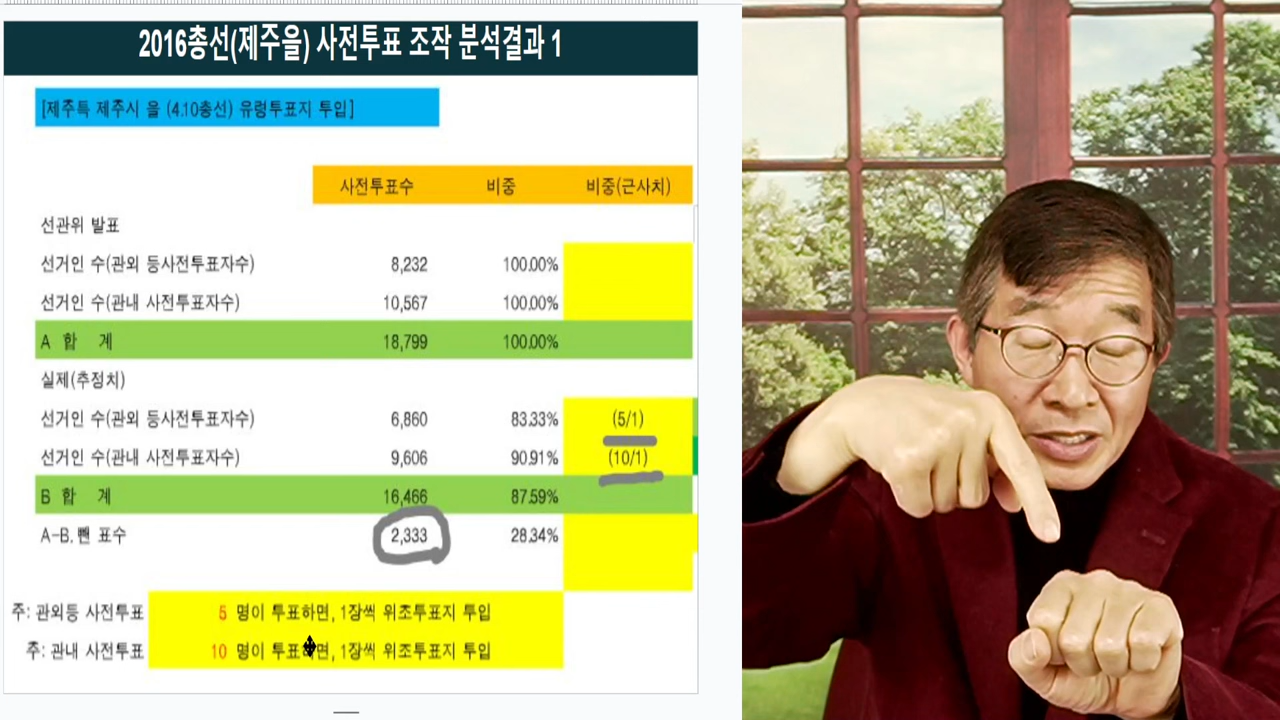 2016총선(제주을) 사전투표 조작 분석결과 1
[제주특 제주시 을 (4.10총선) 유령투표지 투입]
사전투표수 비중 비중(근사치)
선관위 발표
선거인 수(관외 등사전투표자수) 8,232 100.00%
선거인 수(관내 사전투표자수) 10,567 100.00%
A 합 계 18,799 100.00%
실제(추정치)
선거인 수(관외 등사전투표자수) 6,860 83.33% (5/1)
선거인 수(관내 사전투표자수) 9,606 90.91% (10/1)
B 합 계 16,466 87.59%
A-B.뺀 표수 2,333 28.34%
주: 관외등 사전투표 5 명이 투표하면, 1장씩 위조투표지 투입
주: 관내 사전투표 10 명이 투표하면, 1장씩 위조투표지 투입